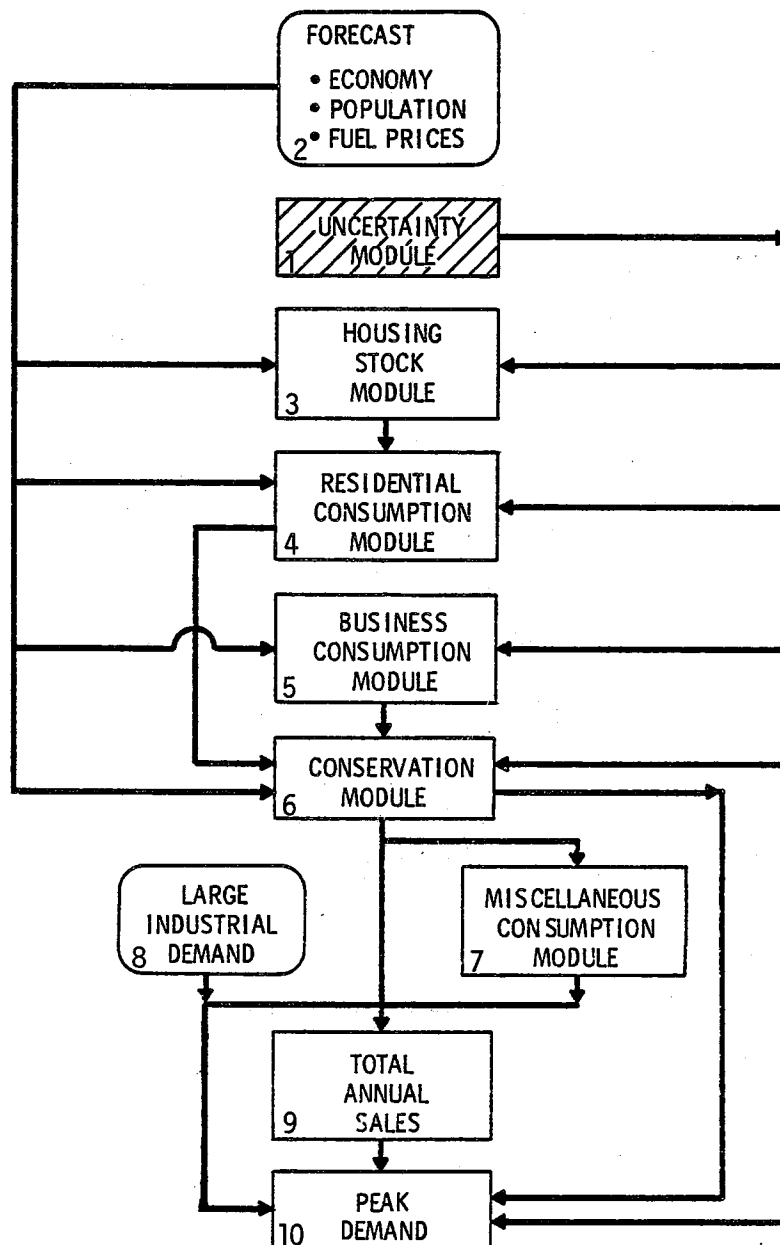 FORECAST
• ECONOMY
• POPULATION
• FUEL PRICES
2
UNCERTAINTY
MODULE
1
HOUSING
STOCK
MODULE
3
RESIDENTIAL
CONSUMPTION
MODULE
4
BUSINESS
CONSUMPTION
MODULE
5
CONSERVATION
MODULE
6
LARGE
INDUSTRIAL
DEMAND
8
MISCELLANEOUS
CONSUMPTION
MODULE
7
TOTAL
ANNUAL
SALES
9
PEAK
DEMAND
10